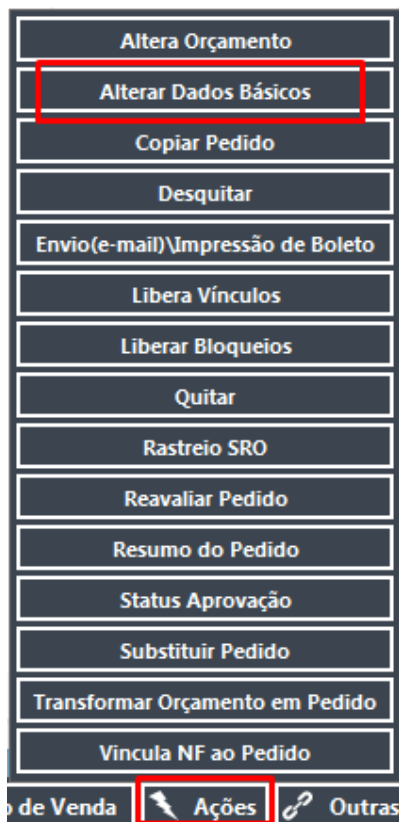 Altera Orçamento
Alterar Dados Básicos
Copiar Pedido
Desquitar
Envio(e-mail)\Impressão de Boleto
Libera Vínculos
Liberar Bloqueios
Quitar
Rastreio SRO
Reavaliar Pedido
Resumo do Pedido
Status Aprovação
Substituir Pedido
Transformar Orçamento em Pedido
Vincula NF ao Pedido
o de Venda Ações Outras